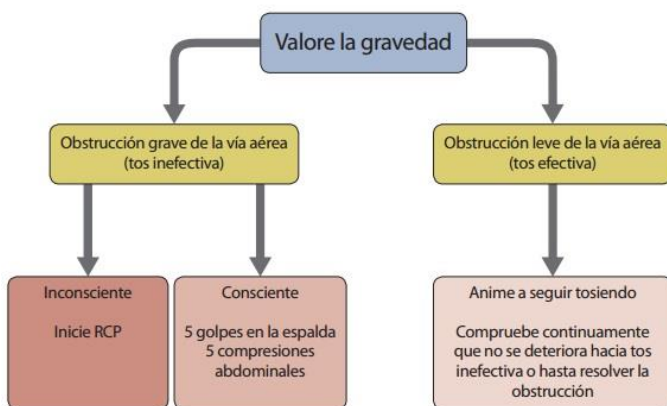 Valore la gravedad
Obstrucción grave de la vía aérea
(tos inefectiva)
Obstrucción leve de la vía aérea
(tos efectiva)
Inconsciente
Inicie RCP
Consciente
5 golpes en la espalda
5 compresiones
abdominales
Anime a seguir tosiendo
Compruebe continuamente
que no se deteriora hacia tos
inefectiva o hasta resolver la
obstrucción